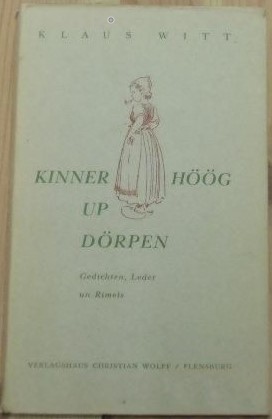 KLAUS WITT
KINNER HÖÖG
UP
DÖRPEN
Gedichten, Leder
un Rimels
VERLAGSHAUS CHRISTIAN WOLFF / FLENSBURG